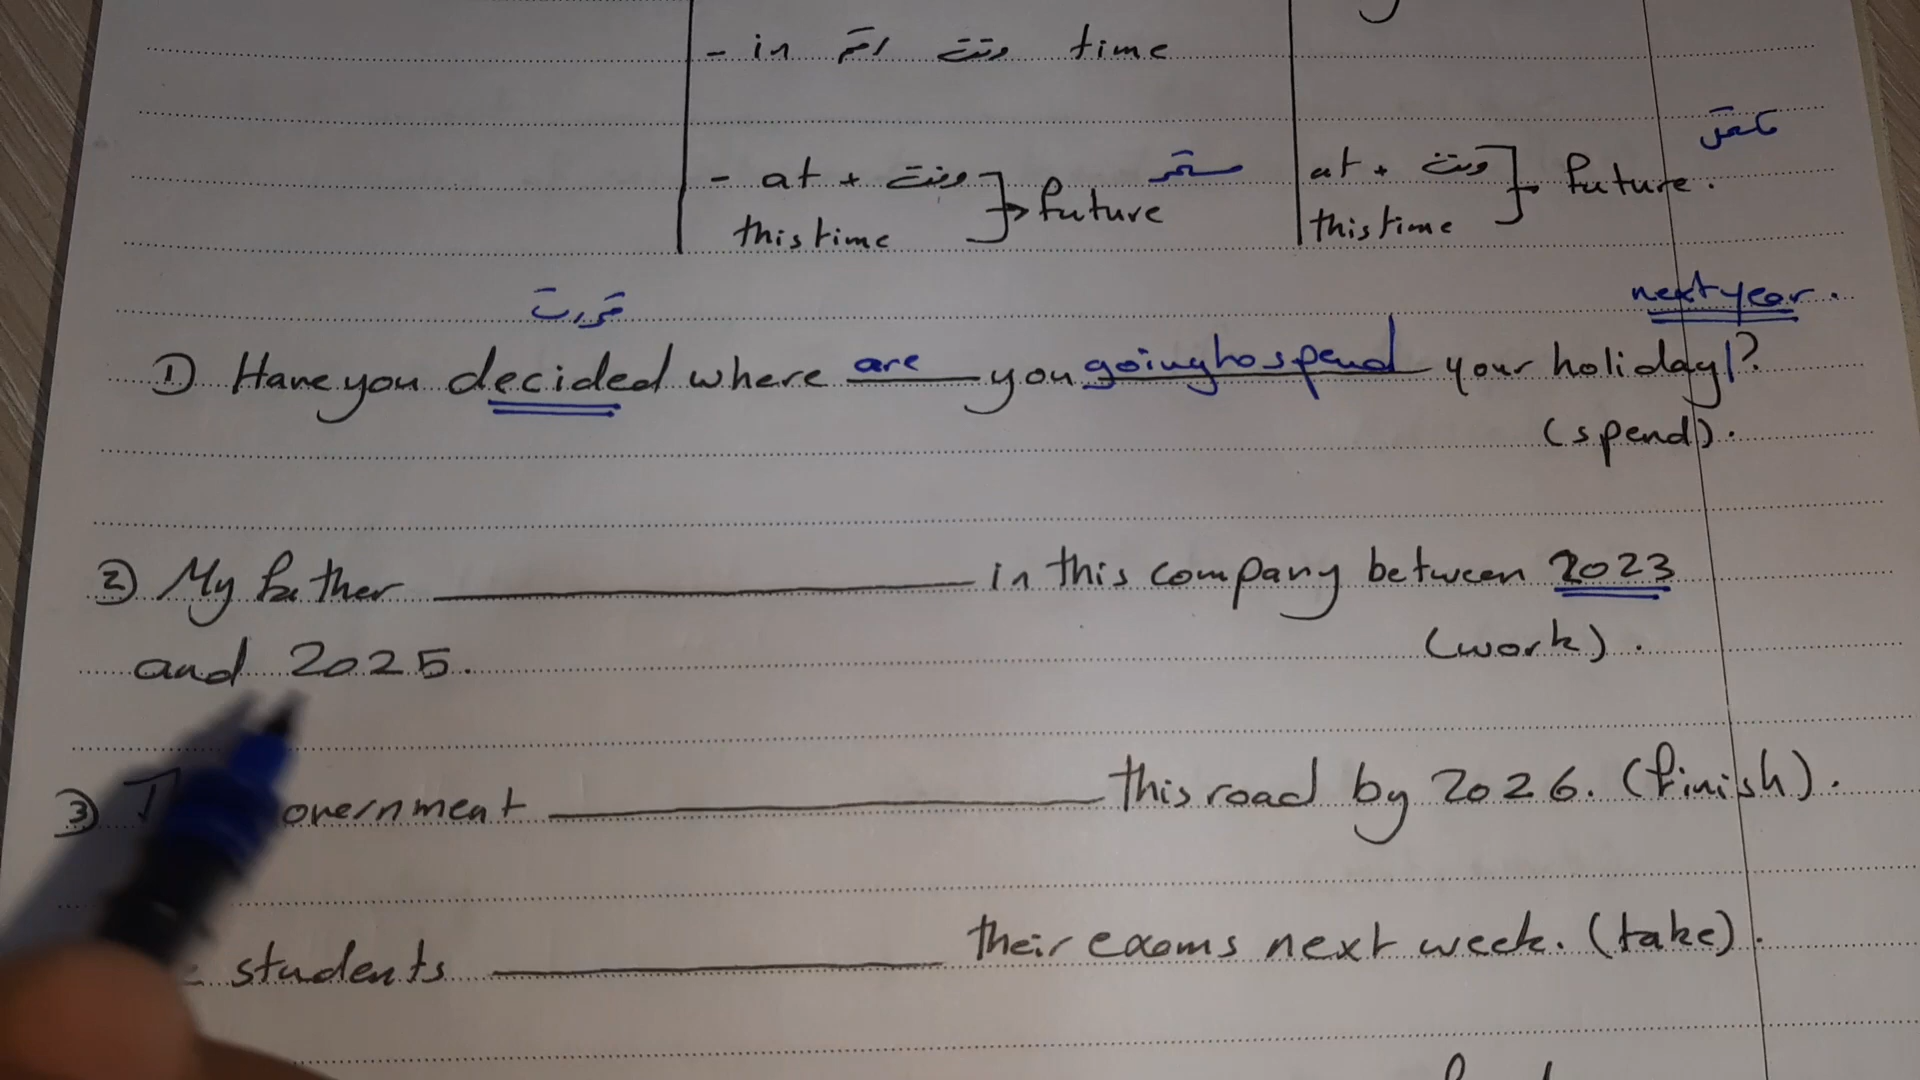 - in وقت اسم time
- at + وقت
this time
future مستمر
at + وقت
this time
future.
next year.
قررت
① Have you decided where are you going to spend your holiday?
(spend).
② My father in this company between 2023
and 2025. (work).
③ overnment this road by 2026. (finish).
students their exams next week. (take).